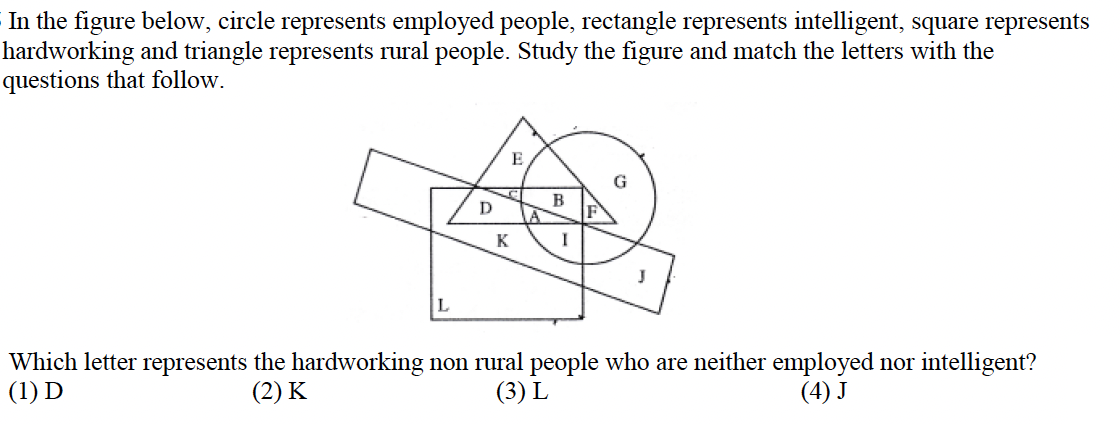 In the figure below, circle represents employed people, rectangle represents intelligent, square represents
hardworking and triangle represents rural people. Study the figure and match the letters with the
questions that follow.
E
G
C
B
D
A
F
K
I
J
L
Which letter represents the hardworking non rural people who are neither employed nor intelligent?
(1) D (2) K (3) L (4) J